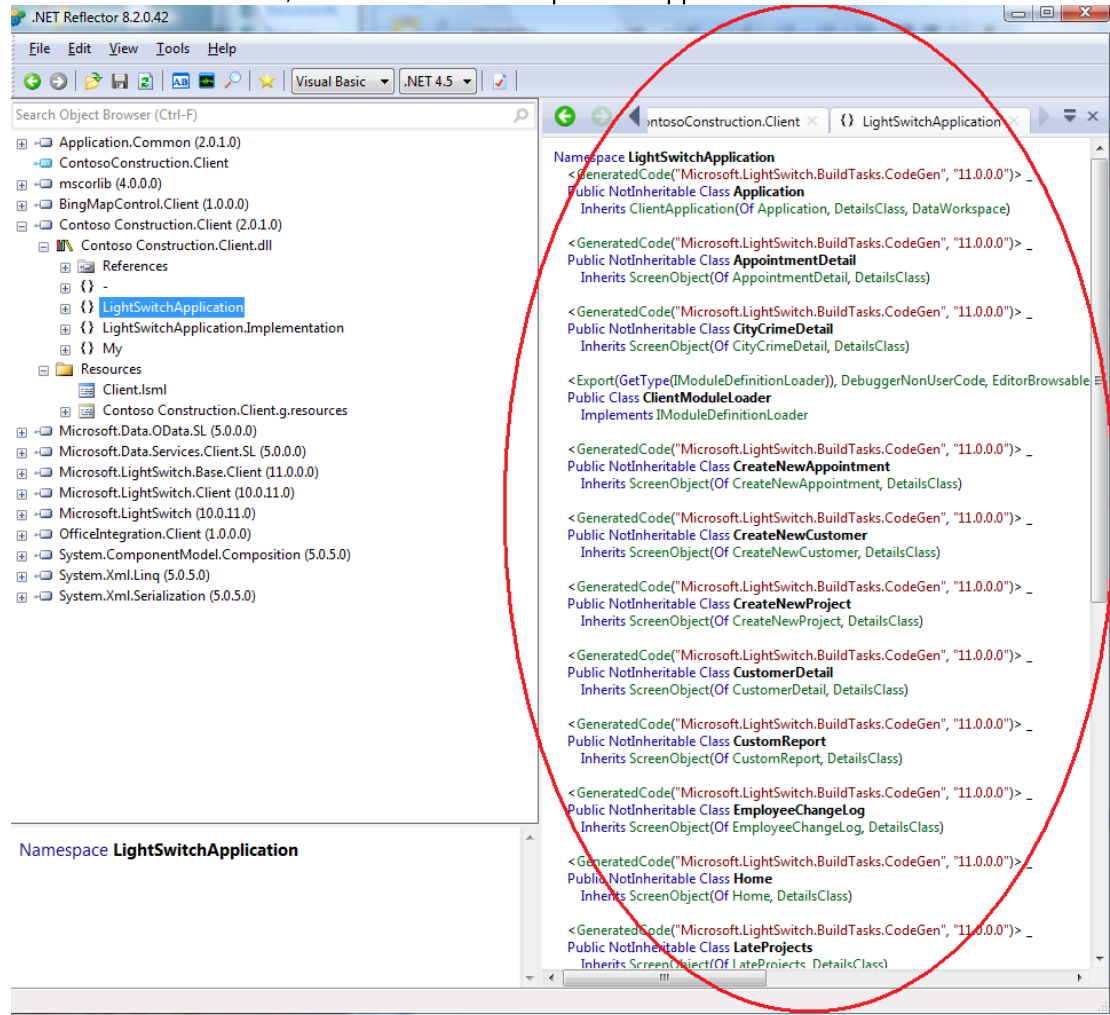 .NET Reflector 8.2.0.42
File Edit View Tools Help
Visual Basic .NET 4.5
Search Object Browser (Ctrl-F)
Application.Common (2.0.1.0)
ContosoConstruction.Client
mscorlib (4.0.0.0)
BingMapControl.Client (1.0.0.0)
Contoso Construction.Client (2.0.1.0)
Contoso Construction.Client.dll
References
{} -
{} LightSwitchApplication
{} LightSwitchApplication.Implementation
{} My
Resources
Client.lsml
Contoso Construction.Client.g.resources
Microsoft.Data.OData.SL (5.0.0.0)
Microsoft.Data.Services.Client.SL (5.0.0.0)
Microsoft.LightSwitch.Base.Client (11.0.0.0)
Microsoft.LightSwitch.Client (10.0.11.0)
Microsoft.LightSwitch (10.0.11.0)
OfficeIntegration.Client (1.0.0.0)
System.ComponentModel.Composition (5.0.5.0)
System.Xml.Linq (5.0.5.0)
System.Xml.Serialization (5.0.5.0)
Namespace LightSwitchApplication
ntosoConstruction.Client {} LightSwitchApplication
Namespace LightSwitchApplication
<GeneratedCode("Microsoft.LightSwitch.BuildTasks.CodeGen", "11.0.0.0")> _
Public NotInheritable Class Application
Inherits ClientApplication(Of Application, DetailsClass, DataWorkspace)
<GeneratedCode("Microsoft.LightSwitch.BuildTasks.CodeGen", "11.0.0.0")> _
Public NotInheritable Class AppointmentDetail
Inherits ScreenObject(Of AppointmentDetail, DetailsClass)
<GeneratedCode("Microsoft.LightSwitch.BuildTasks.CodeGen", "11.0.0.0")> _
Public NotInheritable Class CityCrimeDetail
Inherits ScreenObject(Of CityCrimeDetail, DetailsClass)
<Export(GetType(IModuleDefinitionLoader)), DebuggerNonUserCode, EditorBrowsable
Public Class ClientModuleLoader
Implements IModuleDefinitionLoader
<GeneratedCode("Microsoft.LightSwitch.BuildTasks.CodeGen", "11.0.0.0")> _
Public NotInheritable Class CreateNewAppointment
Inherits ScreenObject(Of CreateNewAppointment, DetailsClass)
<GeneratedCode("Microsoft.LightSwitch.BuildTasks.CodeGen", "11.0.0.0")> _
Public NotInheritable Class CreateNewCustomer
Inherits ScreenObject(Of CreateNewCustomer, DetailsClass)
<GeneratedCode("Microsoft.LightSwitch.BuildTasks.CodeGen", "11.0.0.0")> _
Public NotInheritable Class CreateNewProject
Inherits ScreenObject(Of CreateNewProject, DetailsClass)
<GeneratedCode("Microsoft.LightSwitch.BuildTasks.CodeGen", "11.0.0.0")> _
Public NotInheritable Class CustomerDetail
Inherits ScreenObject(Of CustomerDetail, DetailsClass)
<GeneratedCode("Microsoft.LightSwitch.BuildTasks.CodeGen", "11.0.0.0")> _
Public NotInheritable Class CustomReport
Inherits ScreenObject(Of CustomReport, DetailsClass)
<GeneratedCode("Microsoft.LightSwitch.BuildTasks.CodeGen", "11.0.0.0")> _
Public NotInheritable Class EmployeeChangeLog
Inherits ScreenObject(Of EmployeeChangeLog, DetailsClass)
<GeneratedCode("Microsoft.LightSwitch.BuildTasks.CodeGen", "11.0.0.0")> _
Public NotInheritable Class Home
Inherits ScreenObject(Of Home, DetailsClass)
<GeneratedCode("Microsoft.LightSwitch.BuildTasks.CodeGen", "11.0.0.0")> _
Public NotInheritable Class LateProjects
Inherits ScreenObject(Of LateProjects, DetailsClass)